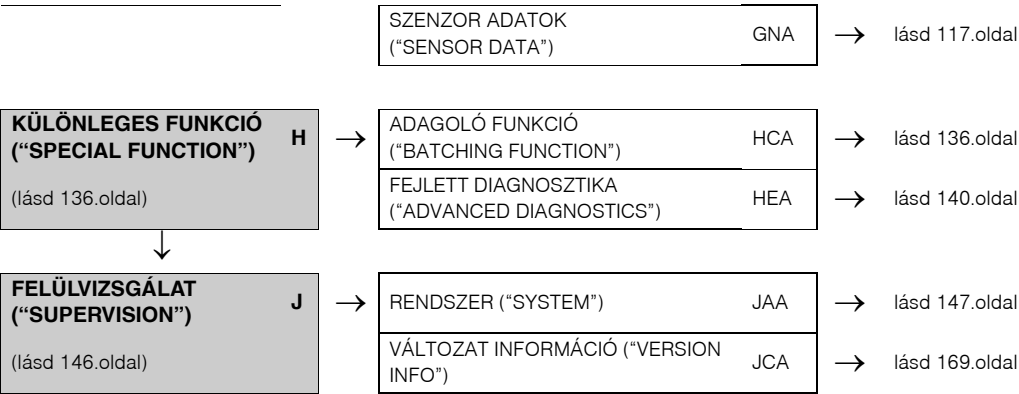 SZENZOR ADATOK
(“SENSOR DATA”) GNA → lásd 117.oldal
KÜLÖNLEGES FUNKCIÓ
(“SPECIAL FUNCTION”) H →
(lásd 136.oldal)
ADAGOLÓ FUNKCIÓ
(“BATCHING FUNCTION”) HCA → lásd 136.oldal
FEJLETT DIAGNOSZTIKA
(“ADVANCED DIAGNOSTICS”) HEA → lásd 140.oldal
↓
FELÜLVIZSGÁLAT
(“SUPERVISION”) J →
(lásd 146.oldal)
RENDSZER (“SYSTEM”) JAA → lásd 147.oldal
VÁLTOZAT INFORMÁCIÓ (“VERSION
INFO”) JCA → lásd 169.oldal